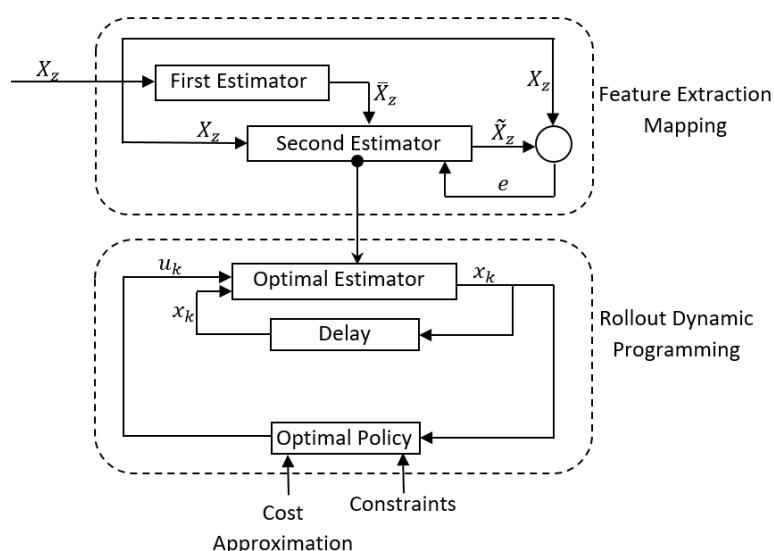 X_z
First Estimator
X̄_z
X_z
Feature Extraction
Mapping
X_z
Second Estimator
X̃_z
e
u_k
Optimal Estimator
x_k
x_k
Delay
Rollout Dynamic
Programming
Optimal Policy
Constraints
Cost
Approximation